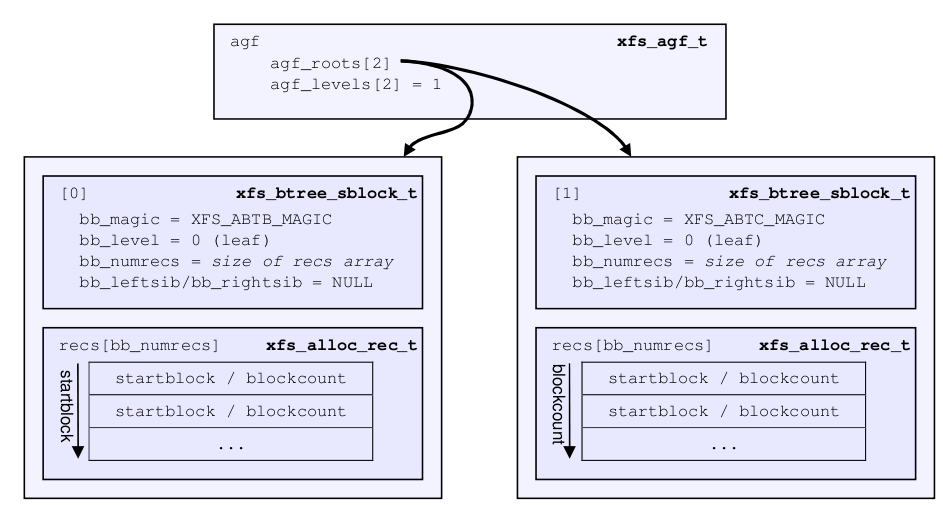 agf xfs_agf_t
agf_roots[2]
agf_levels[2] = 1
[0] xfs_btree_sblock_t
bb_magic = XFS_ABTB_MAGIC
bb_level = 0 (leaf)
bb_numrecs = size of recs array
bb_leftsib/bb_rightsib = NULL
recs[bb_numrecs] xfs_alloc_rec_t
startblock
startblock / blockcount
startblock / blockcount
...
[1] xfs_btree_sblock_t
bb_magic = XFS_ABTC_MAGIC
bb_level = 0 (leaf)
bb_numrecs = size of recs array
bb_leftsib/bb_rightsib = NULL
recs[bb_numrecs] xfs_alloc_rec_t
blockcount
startblock / blockcount
startblock / blockcount
...